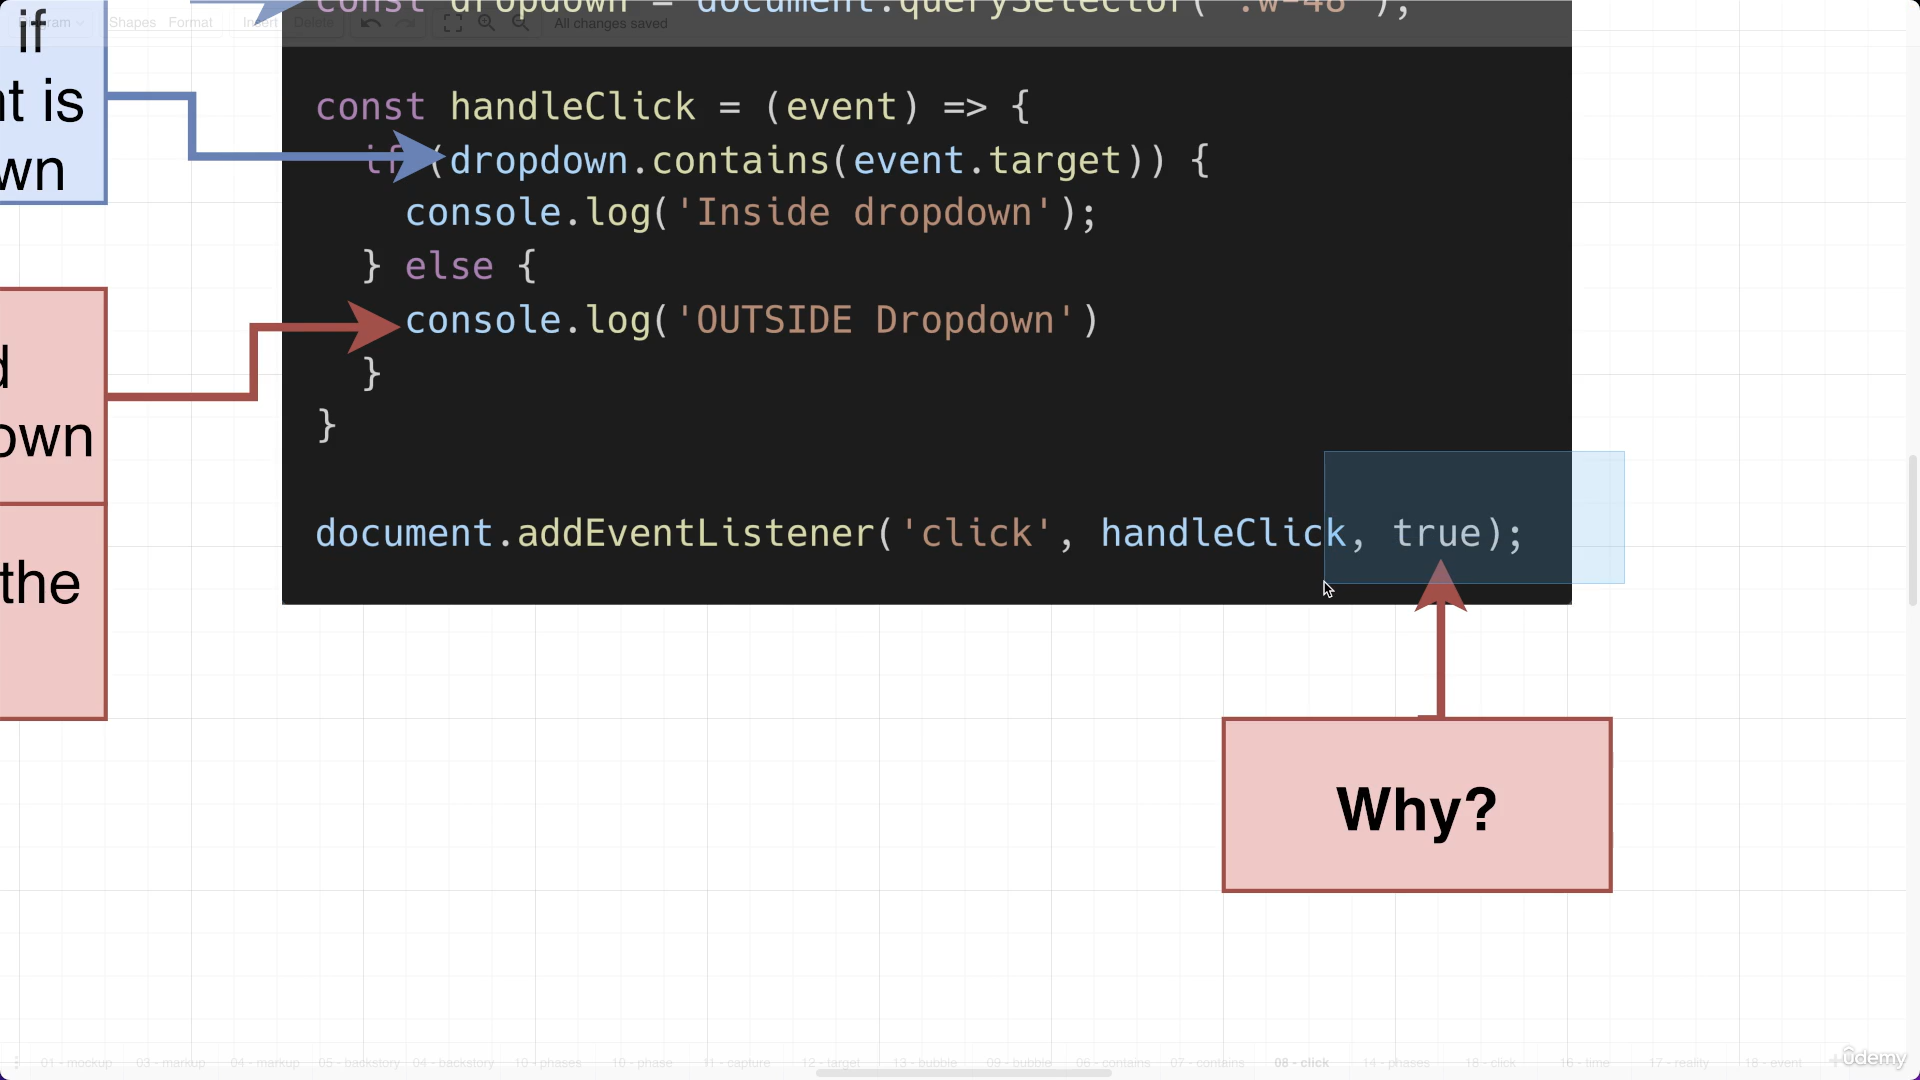 const dropdown = document.querySelector('.w-48');
Shapes Format Insert Delete All changes saved
if
nt is
wn
const handleClick = (event) => {
if (dropdown.contains(event.target)) {
console.log('Inside dropdown');
} else {
console.log('OUTSIDE Dropdown')
}
}
d
own
the
document.addEventListener('click', handleClick, true);
Why?
01 - mockup 03 - markup 04 - markup 05 - backstory 04 - backstory 10 - phases 10 - phase 11 - capture 12 - target 13 - bubble 09 - bubble 06 - contains 07 - contains 08 - click 14 - phases 16 - time 17 - reality 18 - event
ûdemy